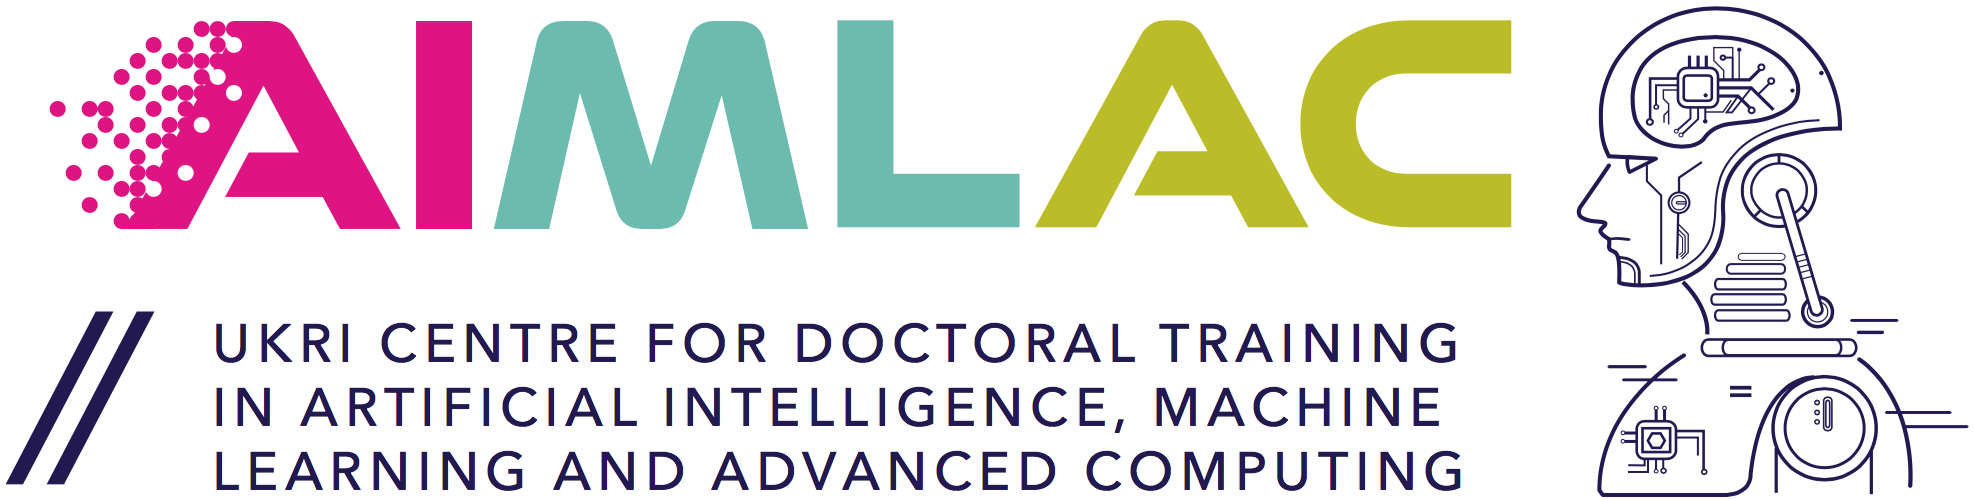 AIMLAC
// UKRI CENTRE FOR DOCTORAL TRAINING
IN ARTIFICIAL INTELLIGENCE, MACHINE
LEARNING AND ADVANCED COMPUTING